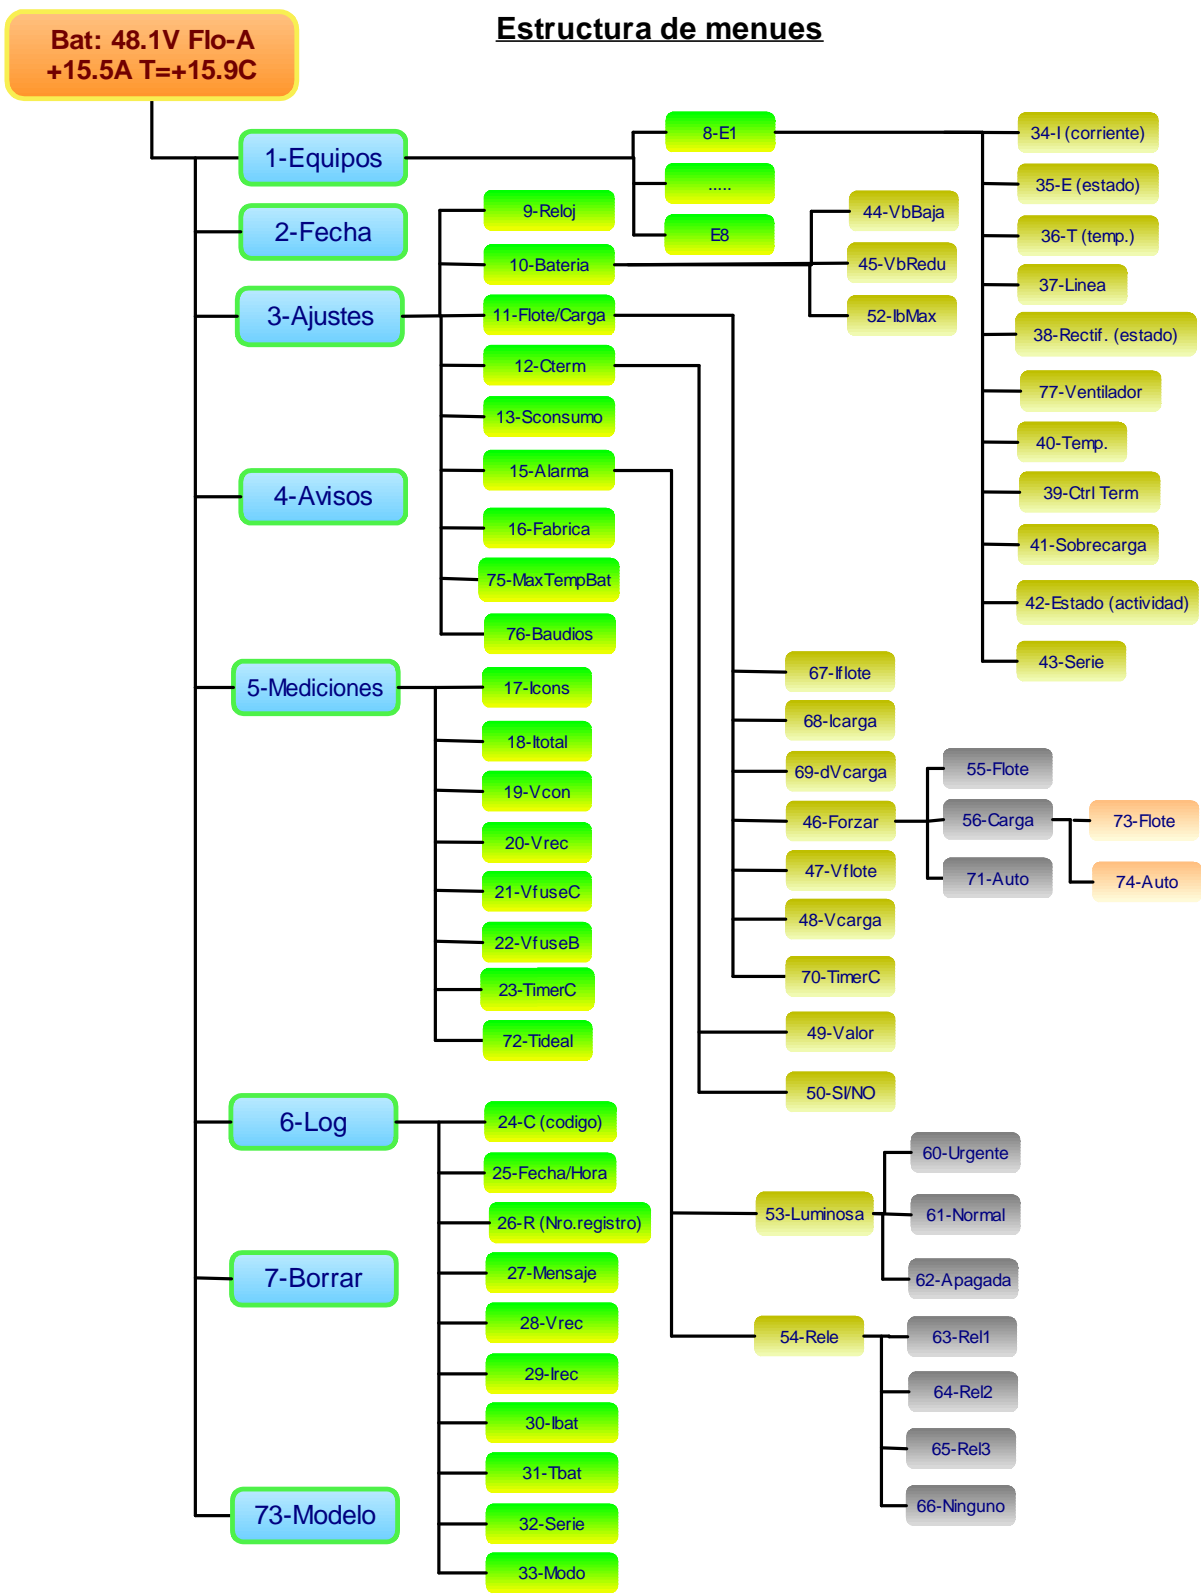 Estructura de menues
Bat: 48.1V Flo-A
+15.5A T=+15.9C
1-Equipos
8-E1
.....
E8
34-I (corriente)
35-E (estado)
36-T (temp.)
37-Linea
38-Rectif. (estado)
77-Ventilador
40-Temp.
39-Ctrl Term
41-Sobrecarga
42-Estado (actividad)
43-Serie
2-Fecha
3-Ajustes
9-Reloj
10-Bateria
44-VbBaja
45-VbRedu
52-IbMax
11-Flote/Carga
12-Cterm
13-Sconsumo
15-Alarma
16-Fabrica
75-MaxTempBat
76-Baudios
67-Iflote
68-Icarga
69-dVcarga
46-Forzar
55-Flote
56-Carga
73-Flote
74-Auto
71-Auto
47-Vflote
48-Vcarga
70-TimerC
49-Valor
50-SI/NO
53-Luminosa
60-Urgente
61-Normal
62-Apagada
54-Rele
63-Rel1
64-Rel2
65-Rel3
66-Ninguno
4-Avisos
5-Mediciones
17-Icons
18-Itotal
19-Vcon
20-Vrec
21-VfuseC
22-VfuseB
23-TimerC
72-Tideal
6-Log
24-C (codigo)
25-Fecha/Hora
26-R (Nro.registro)
27-Mensaje
28-Vrec
29-Irec
30-Ibat
31-Tbat
32-Serie
33-Modo
7-Borrar
73-Modelo